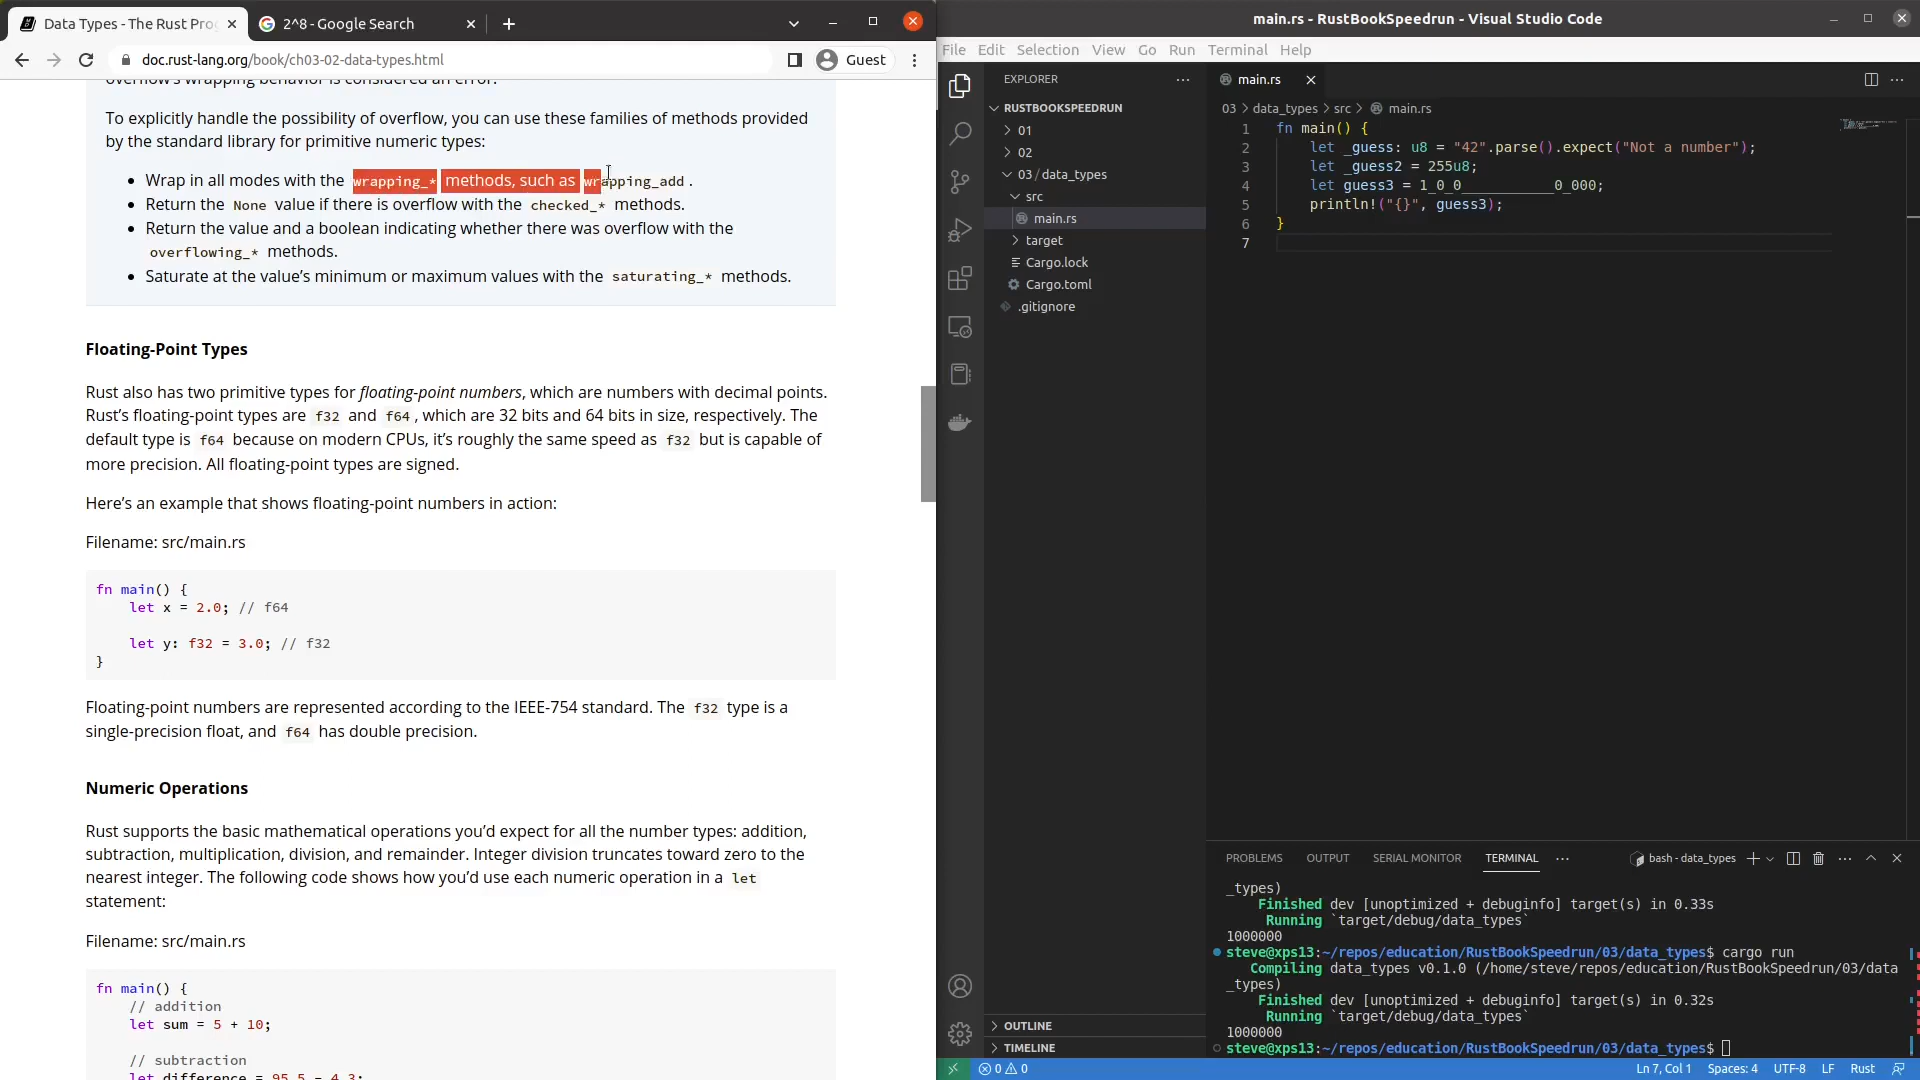 Data Types - The Rust Pro
2^8 - Google Search
doc.rust-lang.org/book/ch03-02-data-types.html
Guest
overflow's wrapping behavior is considered an error.
To explicitly handle the possibility of overflow, you can use these families of methods provided
by the standard library for primitive numeric types:
• Wrap in all modes with the wrapping_* methods, such as wrapping_add.
• Return the None value if there is overflow with the checked_* methods.
• Return the value and a boolean indicating whether there was overflow with the
overflowing_* methods.
• Saturate at the value’s minimum or maximum values with the saturating_* methods.
Floating-Point Types
Rust also has two primitive types for floating-point numbers, which are numbers with decimal points.
Rust’s floating-point types are f32 and f64, which are 32 bits and 64 bits in size, respectively. The
default type is f64 because on modern CPUs, it’s roughly the same speed as f32 but is capable of
more precision. All floating-point types are signed.
Here’s an example that shows floating-point numbers in action:
Filename: src/main.rs
fn main() {
    let x = 2.0; // f64
    let y: f32 = 3.0; // f32
}
Floating-point numbers are represented according to the IEEE-754 standard. The f32 type is a
single-precision float, and f64 has double precision.
Numeric Operations
Rust supports the basic mathematical operations you’d expect for all the number types: addition,
subtraction, multiplication, division, and remainder. Integer division truncates toward zero to the
nearest integer. The following code shows how you’d use each numeric operation in a let
statement:
Filename: src/main.rs
fn main() {
    // addition
    let sum = 5 + 10;
    // subtraction
    let difference = 95.5 - 4.3;
main.rs - RustBookSpeedrun - Visual Studio Code
File Edit Selection View Go Run Terminal Help
EXPLORER
RUSTBOOKSPEEDRUN
01
02
03 / data_types
src
main.rs
target
Cargo.lock
Cargo.toml
.gitignore
OUTLINE
TIMELINE
main.rs
03 > data_types > src > main.rs
1 fn main() {
2     let _guess: u8 = "42".parse().expect("Not a number");
3     let _guess2 = 255u8;
4     let guess3 = 1_0_0___________0_000;
5     println!("{}", guess3);
6 }
7
PROBLEMS OUTPUT SERIAL MONITOR TERMINAL
bash - data_types
_types)
    Finished dev [unoptimized + debuginfo] target(s) in 0.33s
     Running `target/debug/data_types`
1000000
steve@xps13:~/repos/education/RustBookSpeedrun/03/data_types$ cargo run
   Compiling data_types v0.1.0 (/home/steve/repos/education/RustBookSpeedrun/03/data
_types)
    Finished dev [unoptimized + debuginfo] target(s) in 0.32s
     Running `target/debug/data_types`
1000000
steve@xps13:~/repos/education/RustBookSpeedrun/03/data_types$
0 0
Ln 7, Col 1 Spaces: 4 UTF-8 LF Rust